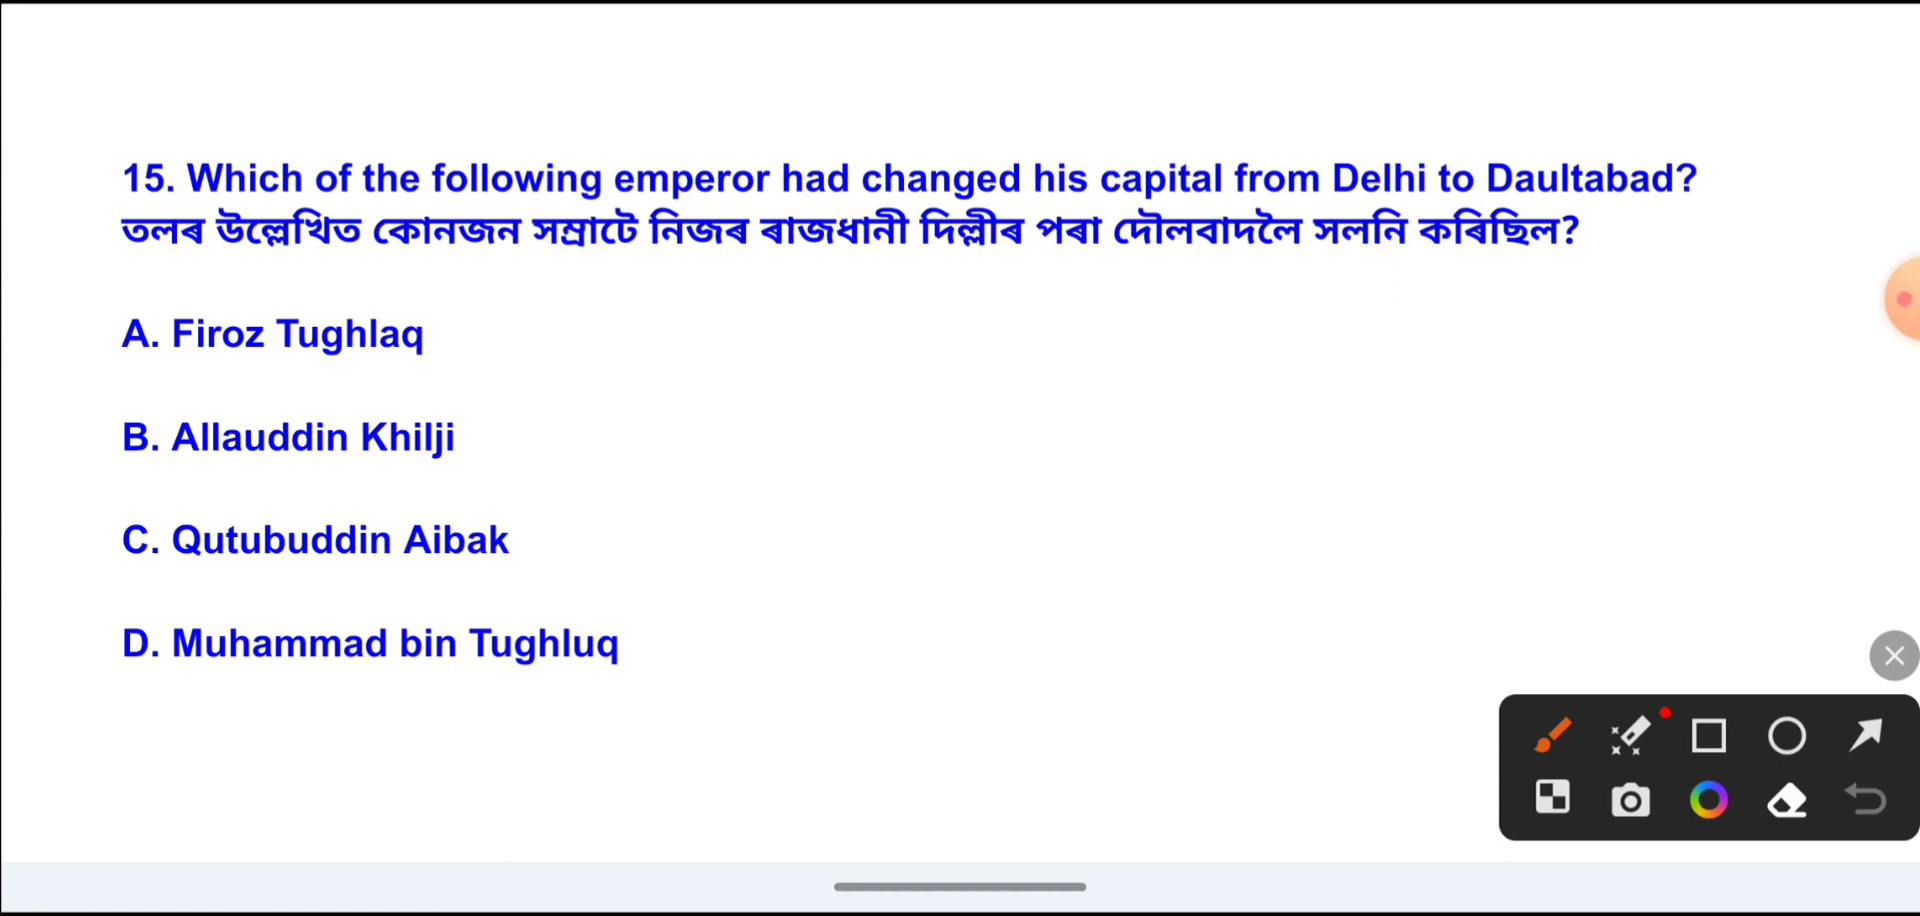 15. Which of the following emperor had changed his capital from Delhi to Daultabad?
তলৰ উল্লেখিত কোনজন সম্ৰাটে নিজৰ ৰাজধানী দিল্লীৰ পৰা দৌলবাদলৈ সলনি কৰিছিল?
A. Firoz Tughlaq
B. Allauddin Khilji
C. Qutubuddin Aibak
D. Muhammad bin Tughluq